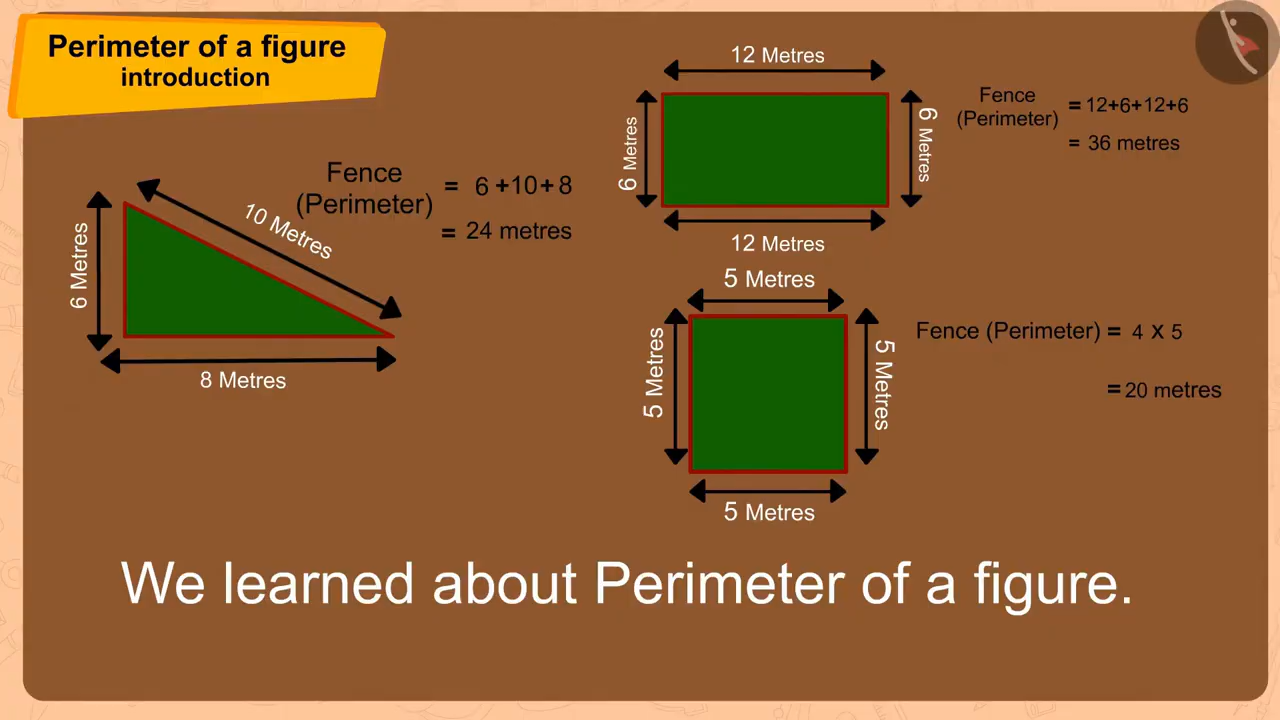 Perimeter of a figure
introduction
6 Metres
10 Metres
8 Metres
Fence
(Perimeter)
= 6 +10+ 8
= 24 metres
12 Metres
6 Metres
6 Metres
12 Metres
Fence
(Perimeter)
= 12+6+12+6
= 36 metres
5 Metres
5 Metres
5 Metres
5 Metres
Fence (Perimeter) = 4 x 5
= 20 metres
We learned about Perimeter of a figure.